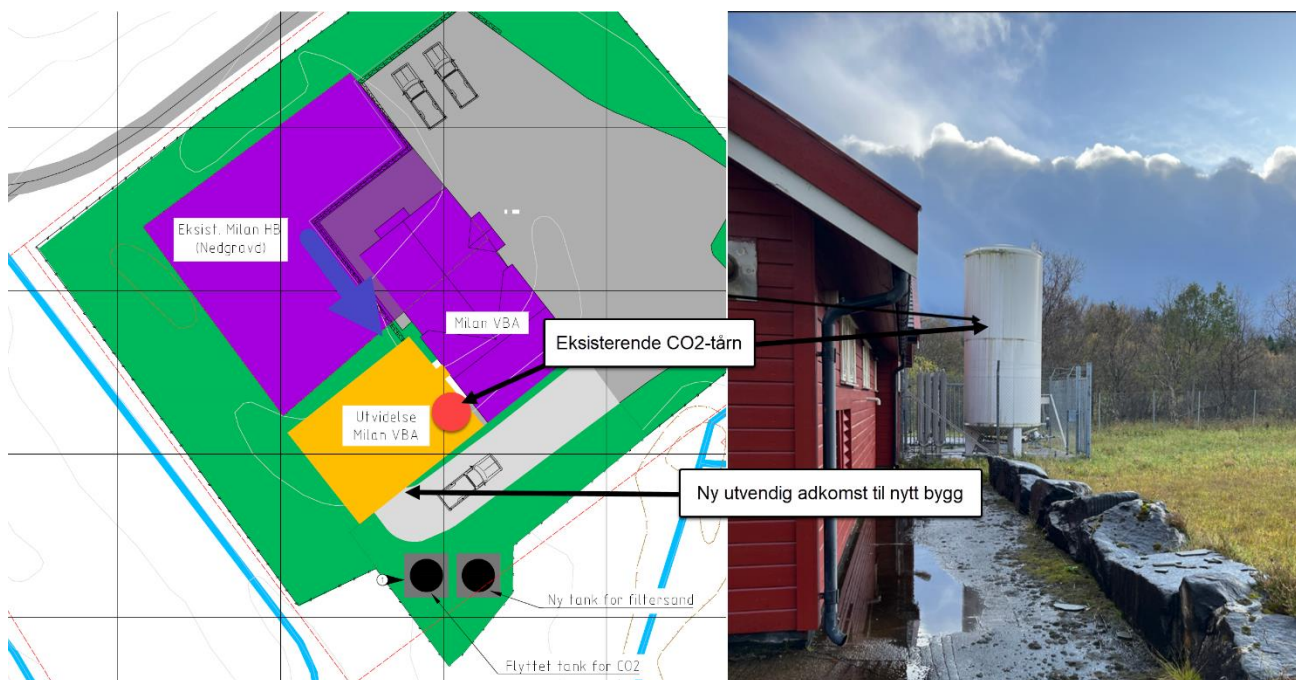 Eksist. Milan HB
(Nedgravd)
Milan VBA
Eksisterende CO2-tårn
Utvidelse
Milan VBA
Ny utvendig adkomst til nytt bygg
Ny tank for filtersand
Flyttet tank for CO2